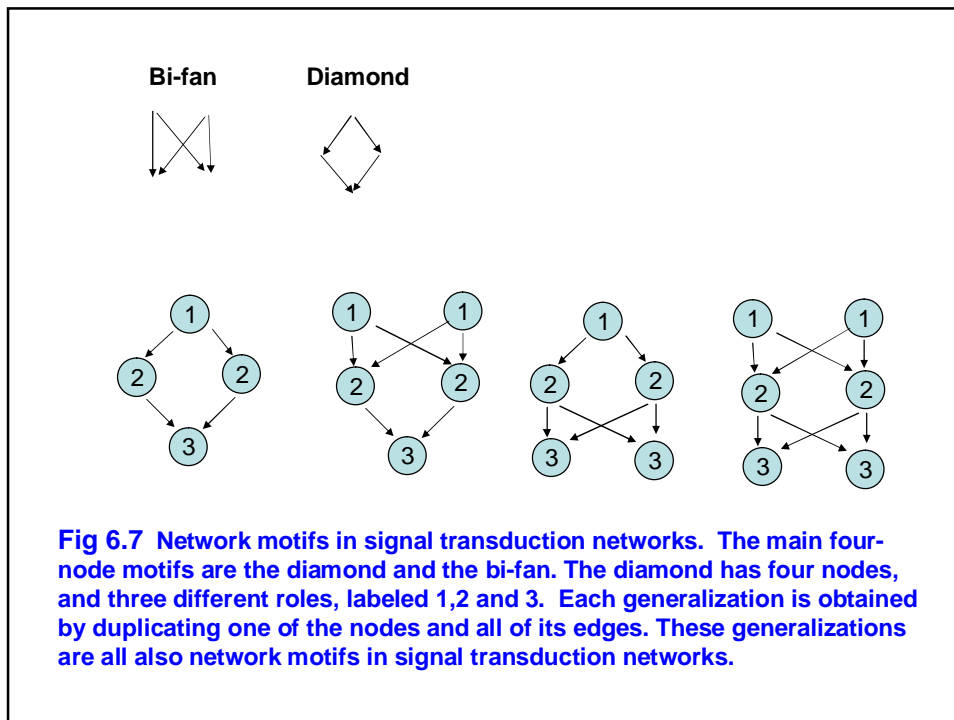 Bi-fan Diamond
1 1 1 1 1 1
2 2 2 2 2 2 2 2
3 3 3 3 3 3
Fig 6.7 Network motifs in signal transduction networks. The main four-
node motifs are the diamond and the bi-fan. The diamond has four nodes,
and three different roles, labeled 1,2 and 3. Each generalization is obtained
by duplicating one of the nodes and all of its edges. These generalizations
are all also network motifs in signal transduction networks.